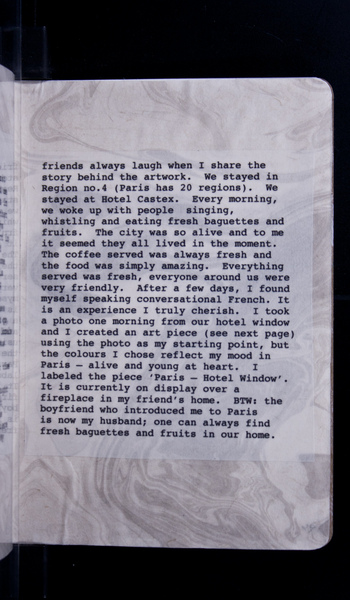 friends always laugh when I share the
story behind the artwork. We stayed in
Region no.4 (Paris has 20 regions). We
stayed at Hotel Castex. Every morning,
we woke up with people singing,
whistling and eating fresh baguettes and
fruits. The city was so alive and to me
it seemed they all lived in the moment.
The coffee served was always fresh and
the food was simply amazing. Everything
served was fresh, everyone around us were
very friendly. After a few days, I found
myself speaking conversational French. It
is an experience I truly cherish. I took
a photo one morning from our hotel window
and I created an art piece (see next page)
using the photo as my starting point, but
the colours I chose reflect my mood in
Paris – alive and young at heart. I
labeled the piece 'Paris – Hotel Window'.
It is currently on display over a
fireplace in my friend's home. BTW: the
boyfriend who introduced me to Paris
is now my husband; one can always find
fresh baguettes and fruits in our home.